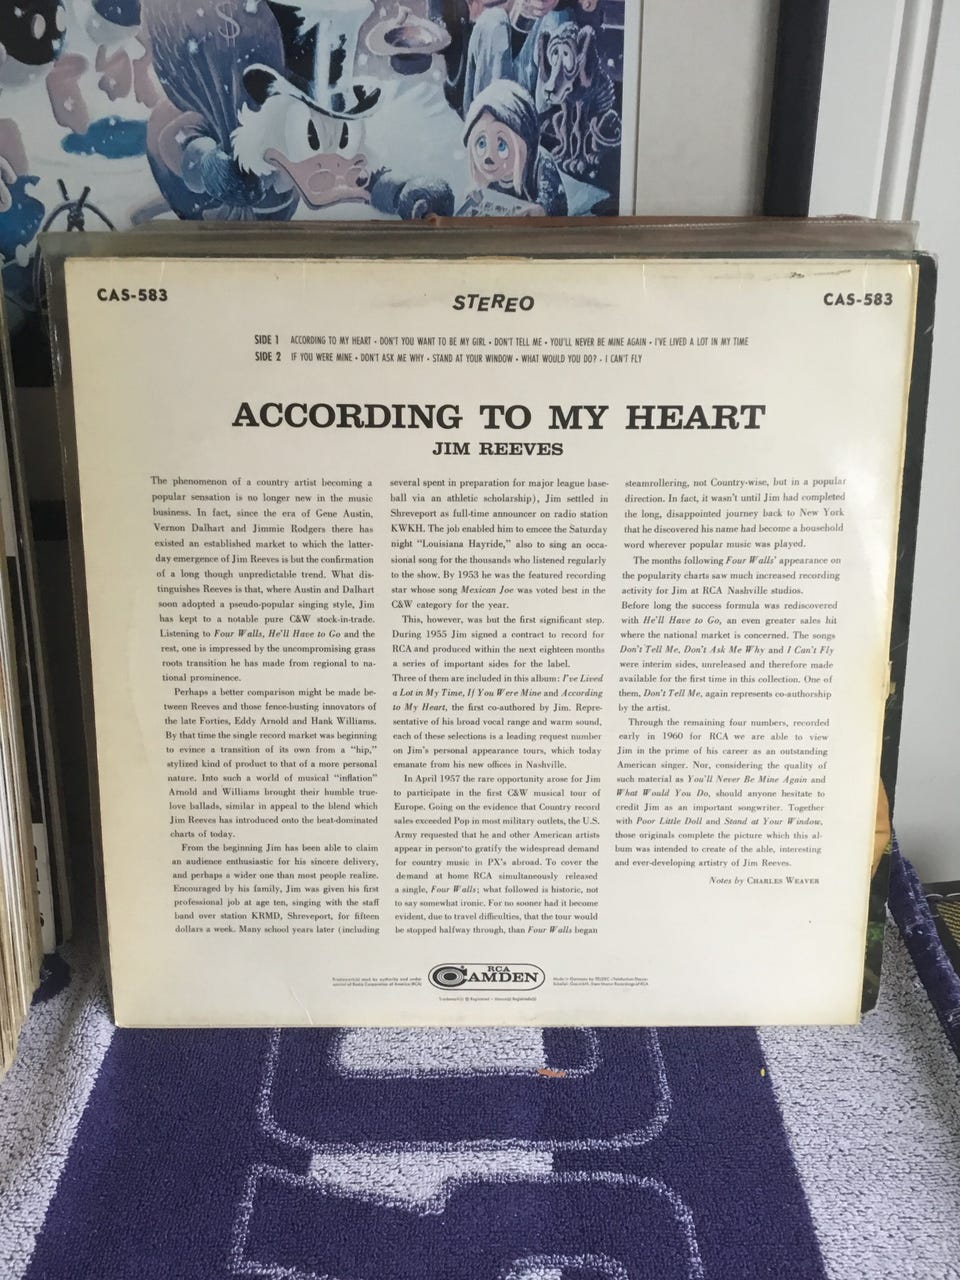 CAS-583
STEREO
CAS-583
SIDE 1 ACCORDING TO MY HEART • DON'T YOU WANT TO BE MY GIRL • DON'T TELL ME • YOU'LL NEVER BE MINE AGAIN • I'VE LIVED A LOT IN MY TIME
SIDE 2 IF YOU WERE MINE • DON'T ASK ME WHY • STAND AT YOUR WINDOW • WHAT WOULD YOU DO? • I CAN'T FLY
ACCORDING TO MY HEART
JIM REEVES
The phenomenon of a country artist becoming a
popular sensation is no longer new in the music
business. In fact, since the era of Gene Austin,
Vernon Dalhart and Jimmie Rodgers there has
existed an established market to which the latter-
day emergence of Jim Reeves is but the confirmation
of a long though unpredictable trend. What dis-
tinguishes Reeves is that, where Austin and Dalhart
soon adopted a pseudo-popular singing style, Jim
has kept to a notable pure C&W stock-in-trade.
Listening to Four Walls, He'll Have to Go and the
rest, one is impressed by the uncompromising grass
roots transition he has made from regional to na-
tional prominence.
Perhaps a better comparison might be made be-
tween Reeves and those fence-busting innovators of
the late Forties, Eddy Arnold and Hank Williams.
By that time the single record market was beginning
to evince a transition of its own from a "hip,"
stylized kind of product to that of a more personal
nature. Into such a world of musical "inflation"
Arnold and Williams brought their humble true-
love ballads, similar in appeal to the blend which
Jim Reeves has introduced onto the beat-dominated
charts of today.
From the beginning Jim has been able to claim
an audience enthusiastic for his sincere delivery,
and perhaps a wider one than most people realize.
Encouraged by his family, Jim was given his first
professional job at age ten, singing with the staff
band over station KRMD, Shreveport, for fifteen
dollars a week. Many school years later (including
several spent in preparation for major league base-
ball via an athletic scholarship), Jim settled in
Shreveport as full-time announcer on radio station
KWKH. The job enabled him to emcee the Saturday
night "Louisiana Hayride," also to sing an occa-
sional song for the thousands who listened regularly
to the show. By 1953 he was the featured recording
star whose song Mexican Joe was voted best in the
C&W category for the year.
This, however, was but the first significant step.
During 1955 Jim signed a contract to record for
RCA and produced within the next eighteen months
a series of important sides for the label.
Three of them are included in this album: I've Lived
a Lot in My Time, If You Were Mine and According
to My Heart, the first co-authored by Jim. Repre-
sentative of his broad vocal range and warm sound,
each of these selections is a leading request number
on Jim's personal appearance tours, which today
emanate from his new offices in Nashville.
In April 1957 the rare opportunity arose for Jim
to participate in the first C&W musical tour of
Europe. Going on the evidence that Country record
sales exceeded Pop in most military outlets, the U.S.
Army requested that he and other American artists
appear in person to gratify the widespread demand
for country music in PX's abroad. To cover the
demand at home RCA simultaneously released
a single, Four Walls; what followed is historic, not
to say somewhat ironic. For no sooner had it become
evident, due to travel difficulties, that the tour would
be stopped halfway through, than Four Walls began
steamrollering, not Country-wise, but in a popular
direction. In fact, it wasn't until Jim had completed
the long, disappointed journey back to New York
that he discovered his name had become a household
word wherever popular music was played.
The months following Four Walls' appearance on
the popularity charts saw much increased recording
activity for Jim at RCA Nashville studios.
Before long the success formula was rediscovered
with He'll Have to Go, an even greater sales hit
where the national market is concerned. The songs
Don't Tell Me, Don't Ask Me Why and I Can't Fly
were interim sides, unreleased and therefore made
available for the first time in this collection. One of
them, Don't Tell Me, again represents co-authorship
by the artist.
Through the remaining four numbers, recorded
early in 1960 for RCA we are able to view
Jim in the prime of his career as an outstanding
American singer. Nor, considering the quality of
such material as You'll Never Be Mine Again and
What Would You Do, should anyone hesitate to
credit Jim as an important songwriter. Together
with Poor Little Doll and Stand at Your Window,
those originals complete the picture which this al-
bum was intended to create of the able, interesting
and ever-developing artistry of Jim Reeves.
Notes by CHARLES WEAVER
Trademark(s) used by authority and under
control of Radio Corporation of America (RCA)
RCA
CAMDEN
Made in Germany by TELDEC
Trademark(s) ® Registered • Marca(s) Registrada(s)
$